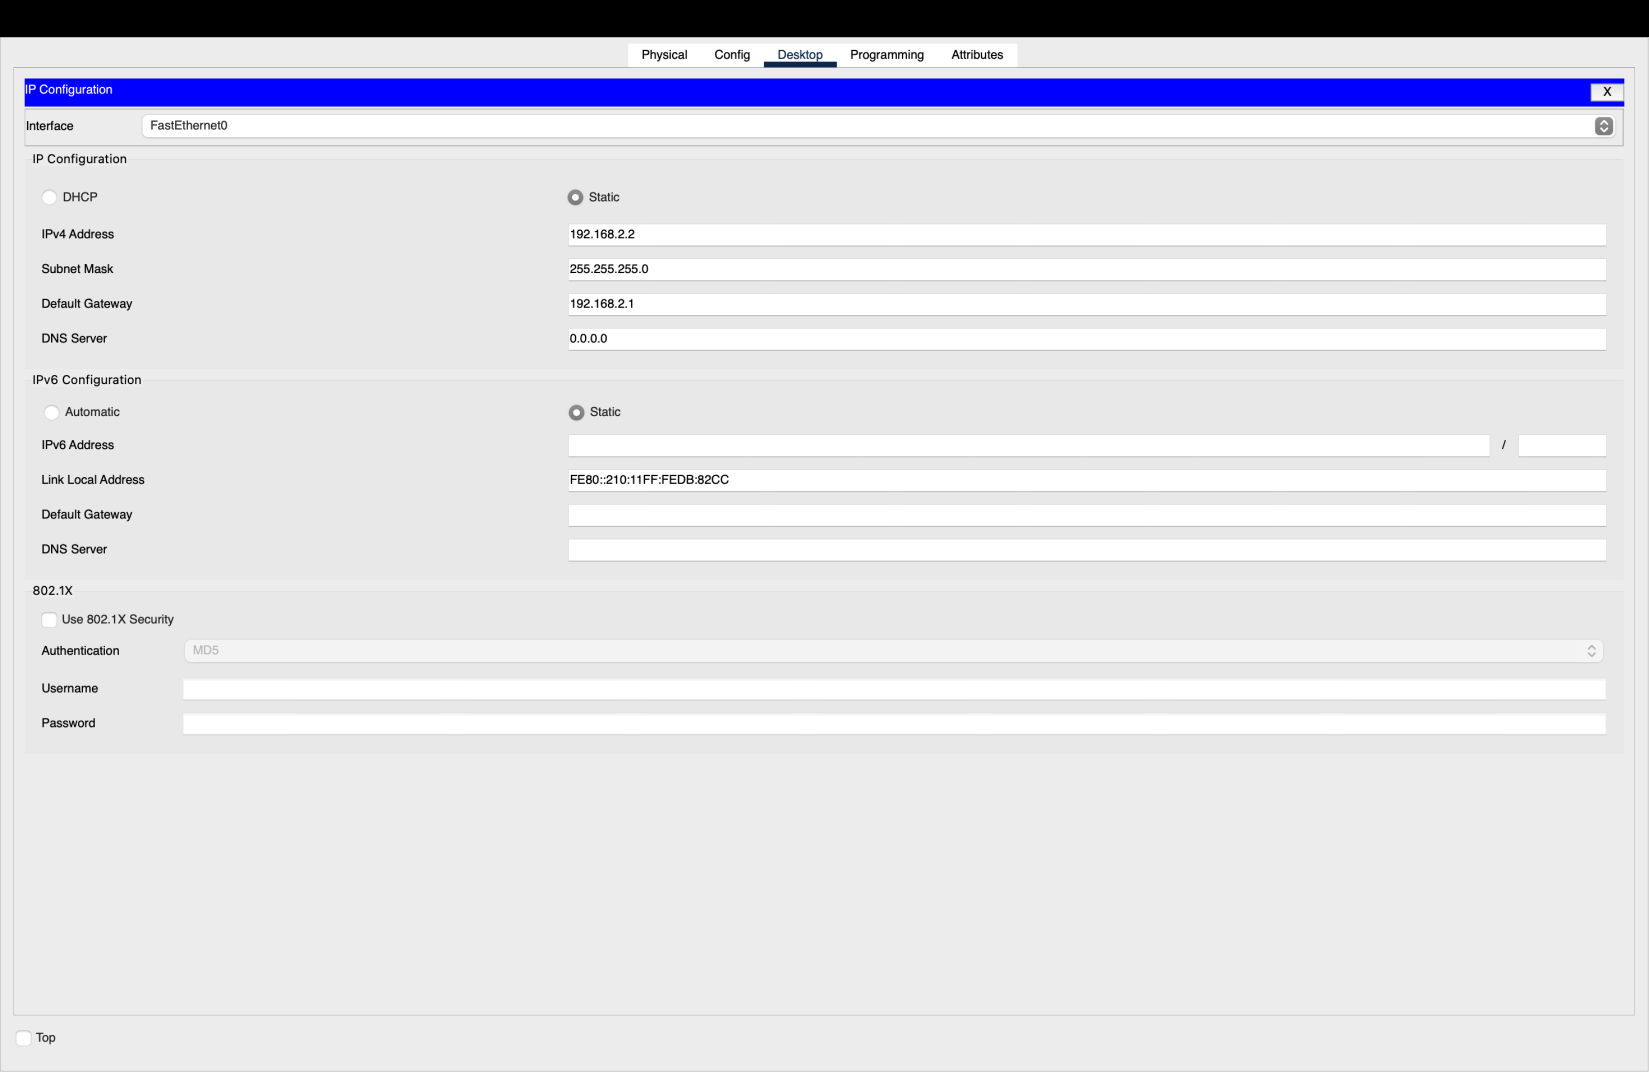 Physical Config Desktop Programming Attributes
IP Configuration X
Interface FastEthernet0
IP Configuration
DHCP Static
IPv4 Address 192.168.2.2
Subnet Mask 255.255.255.0
Default Gateway 192.168.2.1
DNS Server 0.0.0.0
IPv6 Configuration
Automatic Static
IPv6 Address /
Link Local Address FE80::210:11FF:FEDB:82CC
Default Gateway
DNS Server
802.1X
Use 802.1X Security
Authentication MD5
Username
Password
Top